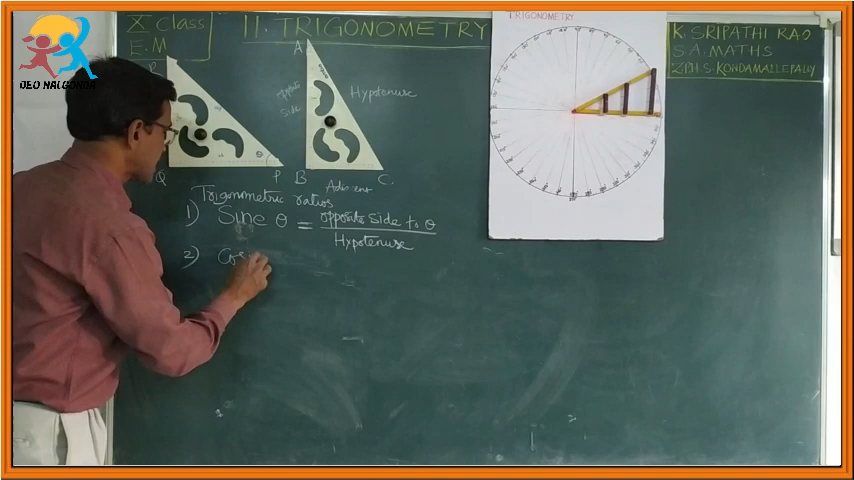 X Class
E.M
11. TRIGONOMETRY
TRIGONOMETRY
K. SRIPATHI RAO
S.A. MATHS
Z.P.H.S. KONDAMALLEPALLY
DEO NALGONDA
R
A
opposite
side
Hypotenuse
Q
P
B
C.
Adjacent
Trigonometric ratios
1) Sine θ = opposite side to θ
Hypotenuse
2) Cos